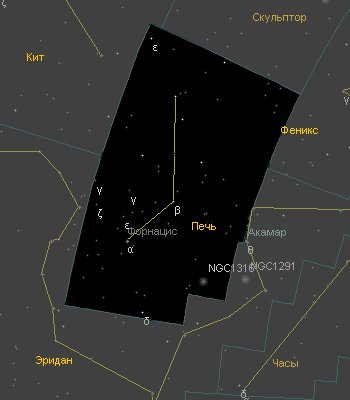 ζ
Скульптор
ε
Кит
γ
Феникс
γ
γ
ζ
β
ε
Форнацис
Печь
Акамар
α
θ
NGC1316
NGC1291
δ
Эридан
Часы
δ